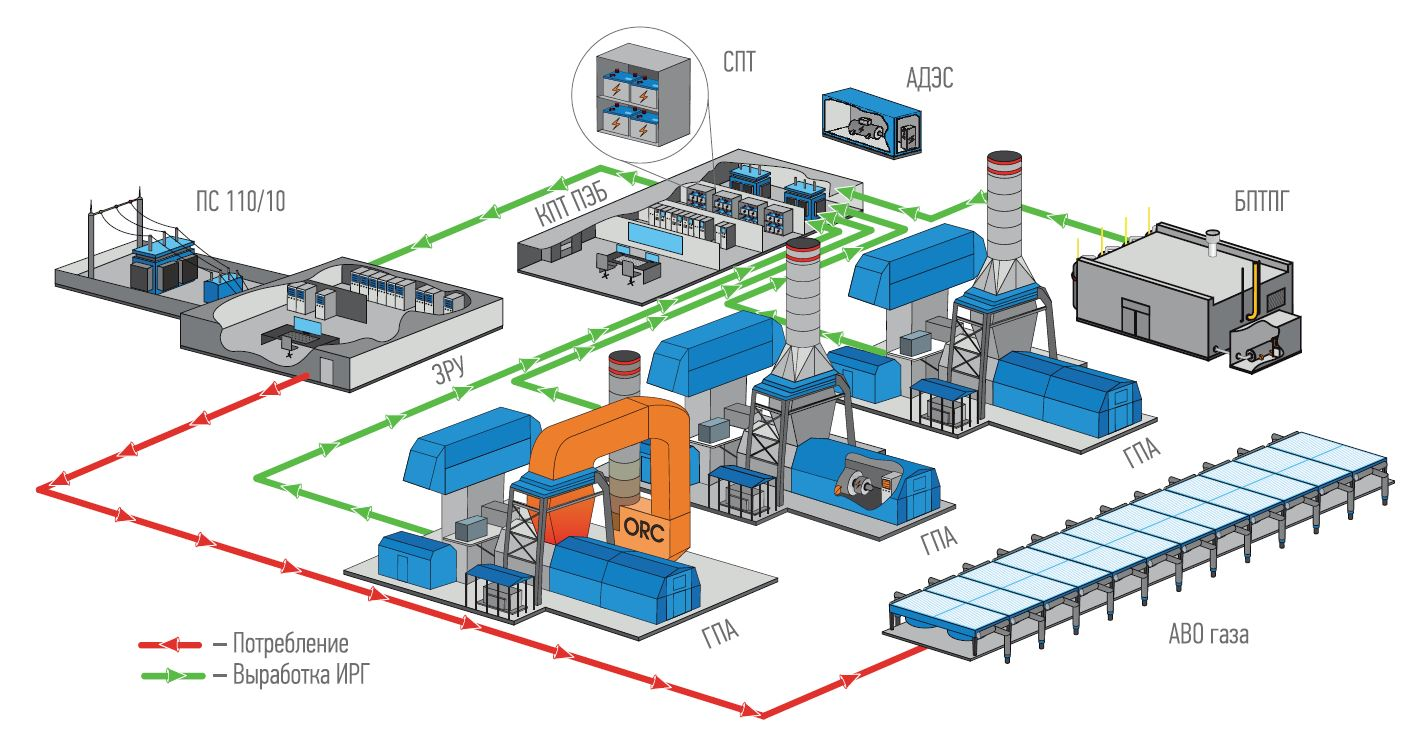 СПТ
АДЭС
ПС 110/10
КПТ ПЭБ
БПТПГ
ЗРУ
ГПА
ORC
ГПА
ГПА
АВО газа
– Потребление
– Выработка ИРГ